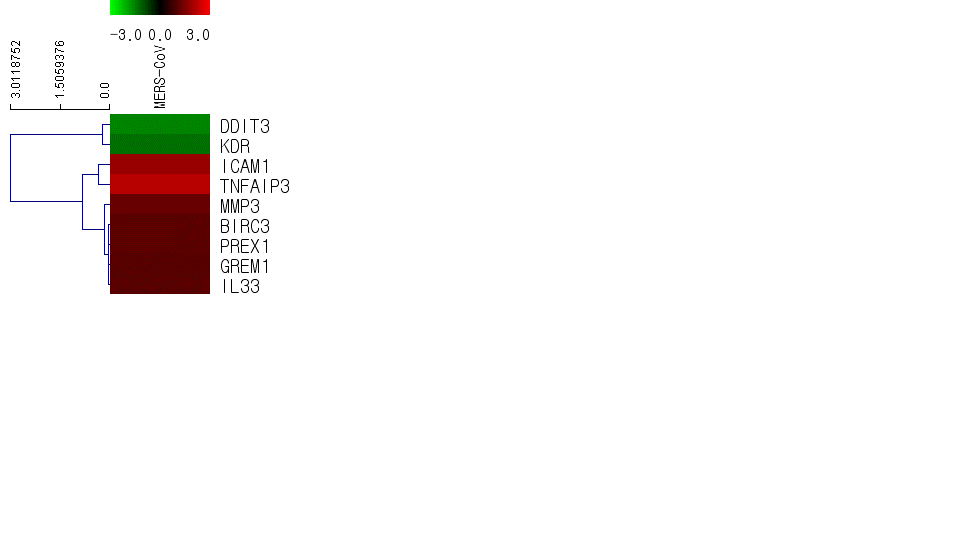 -3.0 0.0 3.0
3.0118752
1.5059376
0.0
MERS-CoV
DDIT3
KDR
ICAM1
TNFAIP3
MMP3
BIRC3
PREX1
GREM1
IL33